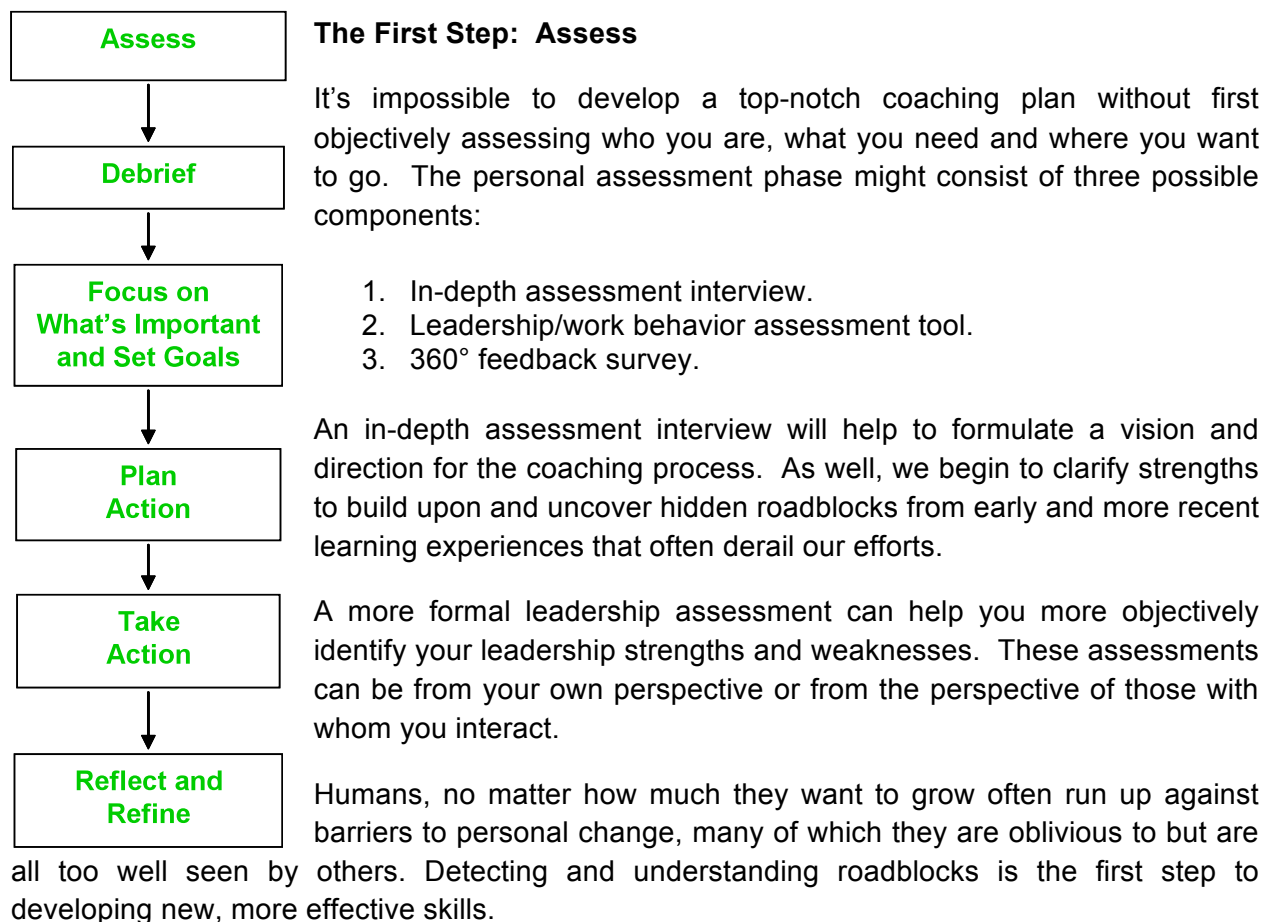 Assess
Debrief
Focus on
What's Important
and Set Goals
Plan
Action
Take
Action
Reflect and
Refine
The First Step:  Assess
It's impossible to develop a top-notch coaching plan without first
objectively assessing who you are, what you need and where you want
to go.  The personal assessment phase might consist of three possible
components:
1. In-depth assessment interview.
2. Leadership/work behavior assessment tool.
3. 360° feedback survey.
An in-depth assessment interview will help to formulate a vision and
direction for the coaching process.  As well, we begin to clarify strengths
to build upon and uncover hidden roadblocks from early and more recent
learning experiences that often derail our efforts.
A more formal leadership assessment can help you more objectively
identify your leadership strengths and weaknesses.  These assessments
can be from your own perspective or from the perspective of those with
whom you interact.
Humans, no matter how much they want to grow often run up against
barriers to personal change, many of which they are oblivious to but are
all too well seen by others. Detecting and understanding roadblocks is the first step to
developing new, more effective skills.